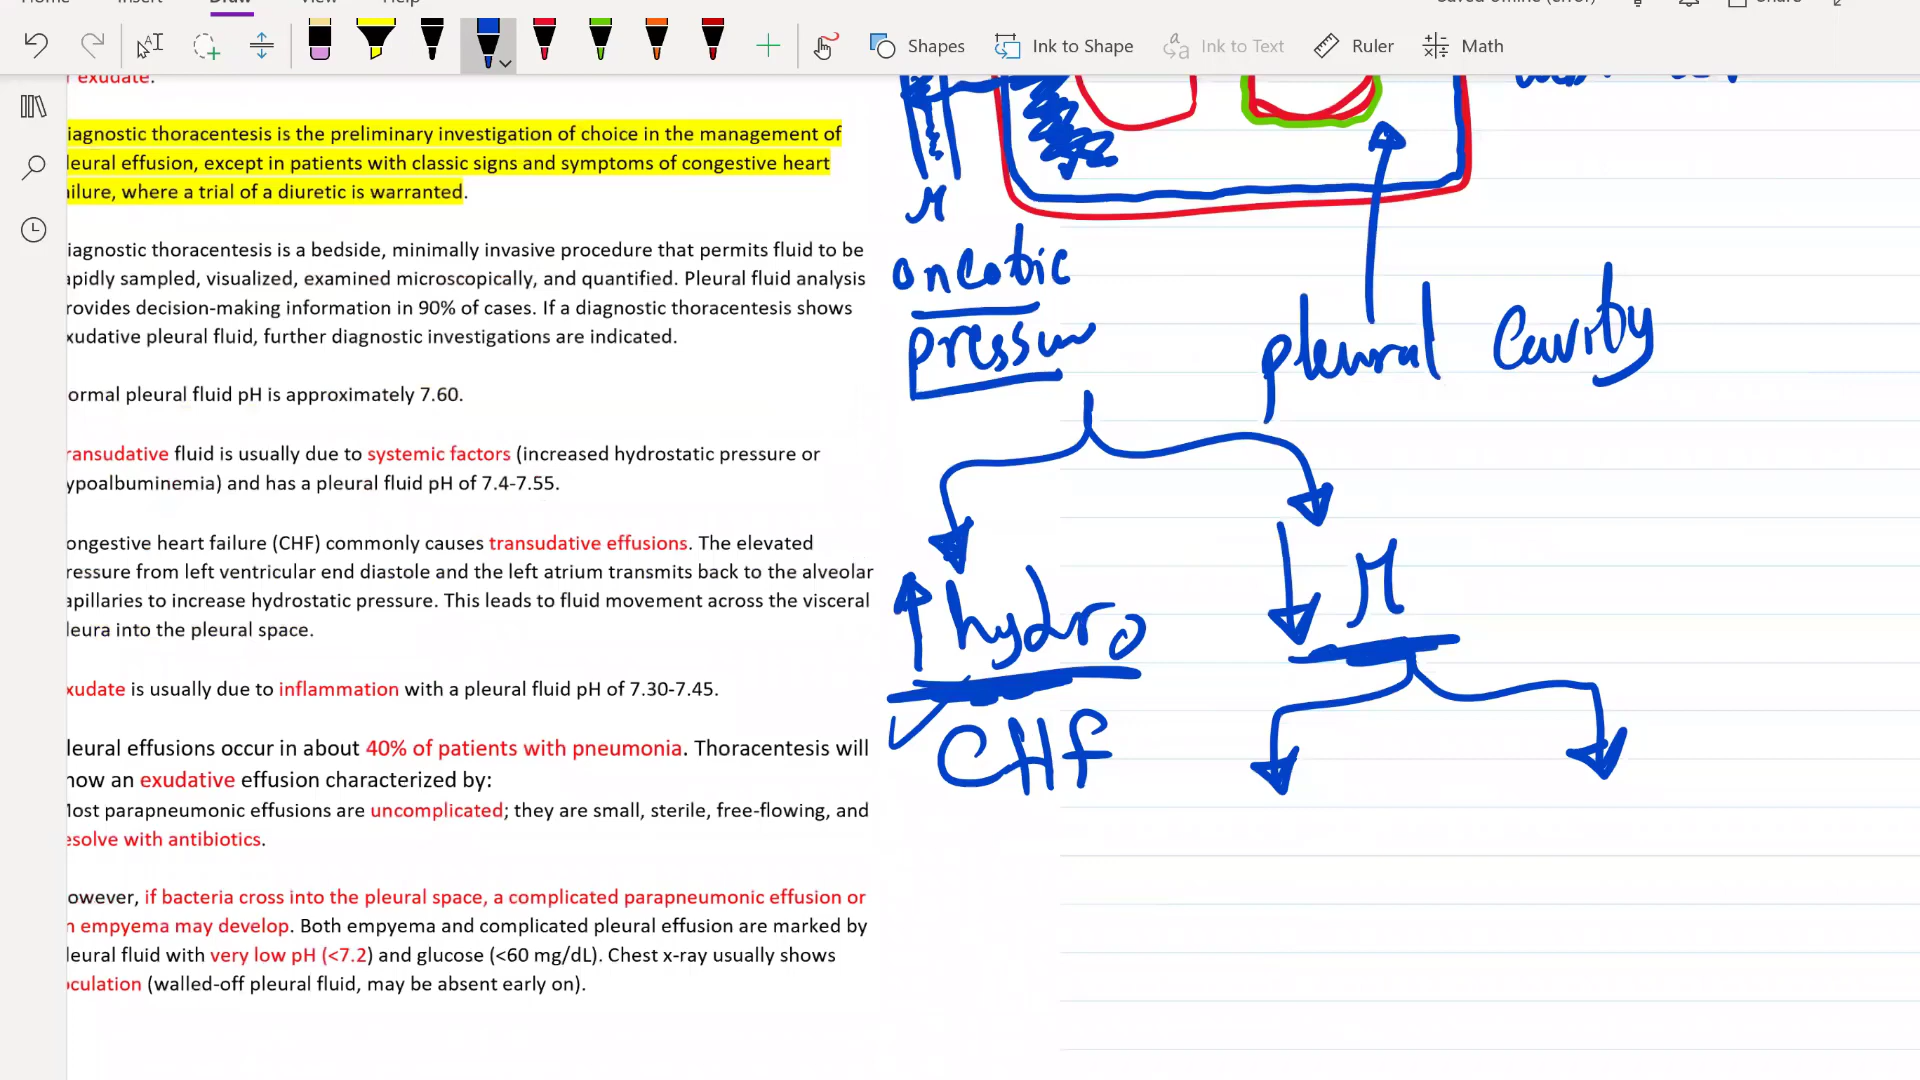 Shapes
Ink to Shape
Ink to Text
Ruler
Math
exudate.
iagnostic thoracentesis is the preliminary investigation of choice in the management of
leural effusion, except in patients with classic signs and symptoms of congestive heart
ailure, where a trial of a diuretic is warranted.
iagnostic thoracentesis is a bedside, minimally invasive procedure that permits fluid to be
apidly sampled, visualized, examined microscopically, and quantified. Pleural fluid analysis
rovides decision-making information in 90% of cases. If a diagnostic thoracentesis shows
xudative pleural fluid, further diagnostic investigations are indicated.
ormal pleural fluid pH is approximately 7.60.
ransudative fluid is usually due to systemic factors (increased hydrostatic pressure or
ypoalbuminemia) and has a pleural fluid pH of 7.4-7.55.
ongestive heart failure (CHF) commonly causes transudative effusions. The elevated
ressure from left ventricular end diastole and the left atrium transmits back to the alveolar
apillaries to increase hydrostatic pressure. This leads to fluid movement across the visceral
leura into the pleural space.
xudate is usually due to inflammation with a pleural fluid pH of 7.30-7.45.
leural effusions occur in about 40% of patients with pneumonia. Thoracentesis will
how an exudative effusion characterized by:
Most parapneumonic effusions are uncomplicated; they are small, sterile, free-flowing, and
esolve with antibiotics.
owever, if bacteria cross into the pleural space, a complicated parapneumonic effusion or
n empyema may develop. Both empyema and complicated pleural effusion are marked by
leural fluid with very low pH (<7.2) and glucose (<60 mg/dL). Chest x-ray usually shows
oculation (walled-off pleural fluid, may be absent early on).
π
oncotic
pressure
pleural cavity
↑ hydro
↓ π
CHF